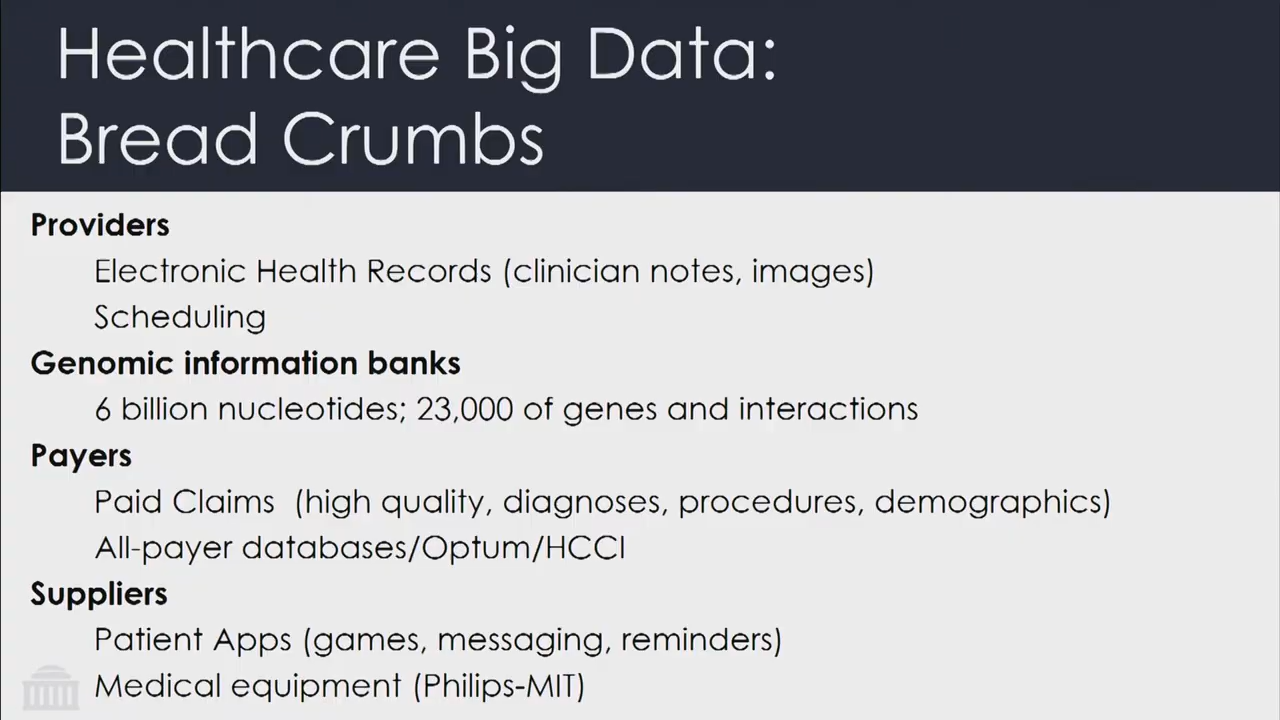 Healthcare Big Data:
Bread Crumbs
Providers
Electronic Health Records (clinician notes, images)
Scheduling
Genomic information banks
6 billion nucleotides; 23,000 of genes and interactions
Payers
Paid Claims  (high quality, diagnoses, procedures, demographics)
All-payer databases/Optum/HCCI
Suppliers
Patient Apps (games, messaging, reminders)
Medical equipment (Philips-MIT)